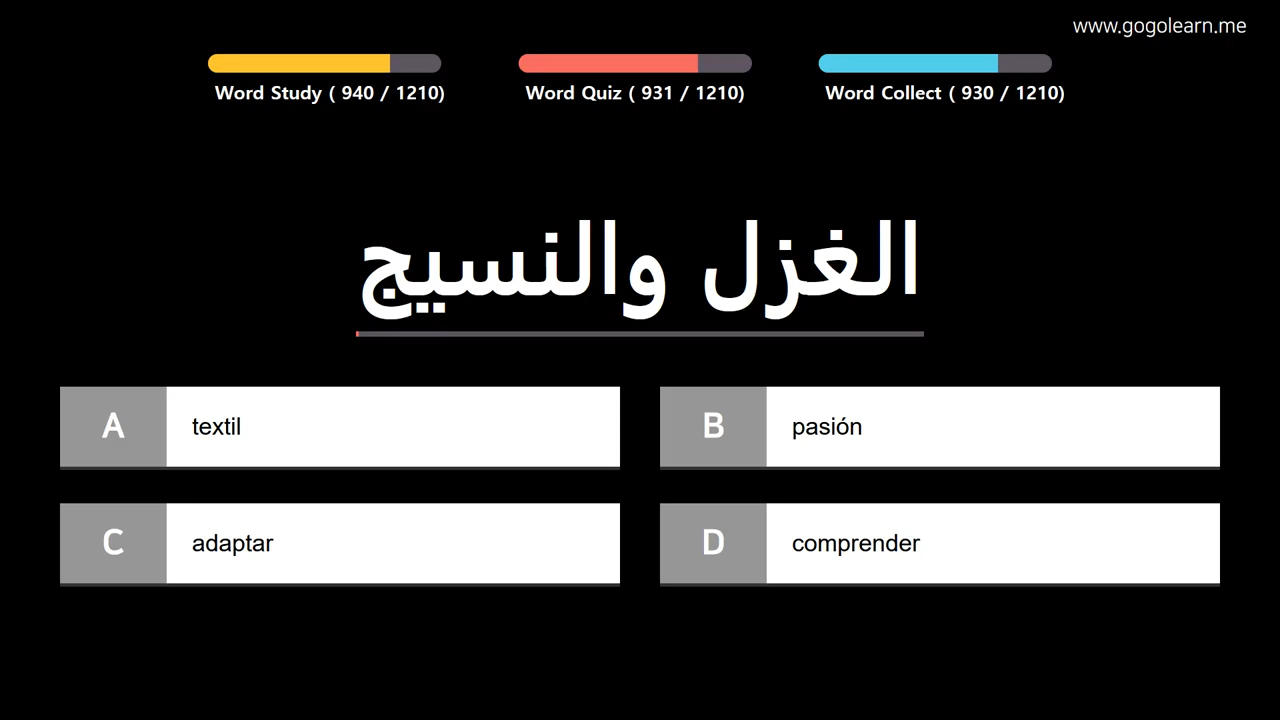 www.gogolearn.me
Word Study ( 940 / 1210)
Word Quiz ( 931 / 1210)
Word Collect ( 930 / 1210)
الغزل والنسيج
A textil
B pasión
C adaptar
D comprender